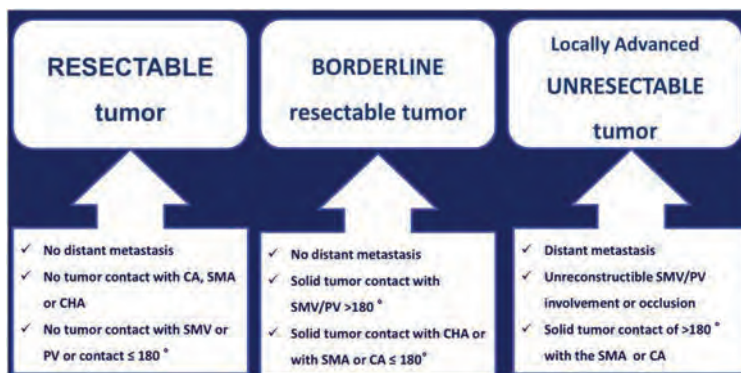 RESECTABLE
tumor
✓ No distant metastasis
✓ No tumor contact with CA, SMA
or CHA
✓ No tumor contact with SMV or
PV or contact ≤ 180 °
BORDERLINE
resectable tumor
✓ No distant metastasis
✓ Solid tumor contact with
SMV/PV >180 °
✓ Solid tumor contact with CHA or
with SMA or CA ≤ 180°
Locally Advanced
UNRESECTABLE
tumor
✓ Distant metastasis
✓ Unreconstructible SMV/PV
involvement or occlusion
✓ Solid tumor contact of >180 °
with the SMA or CA